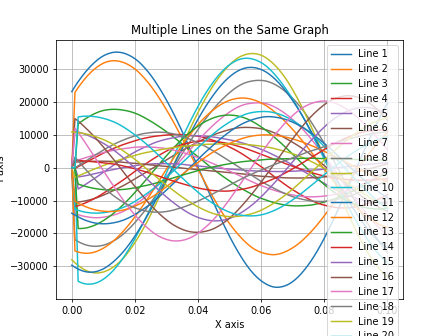 Multiple Lines on the Same Graph
30000
20000
10000
0
−10000
−20000
−30000
0.00
0.02
0.04
0.06
0.08
X axis
Line 1
Line 2
Line 3
Line 4
Line 5
Line 6
Line 7
Line 8
Line 9
Line 10
Line 11
Line 12
Line 13
Line 14
Line 15
Line 16
Line 17
Line 18
Line 19
Line 20